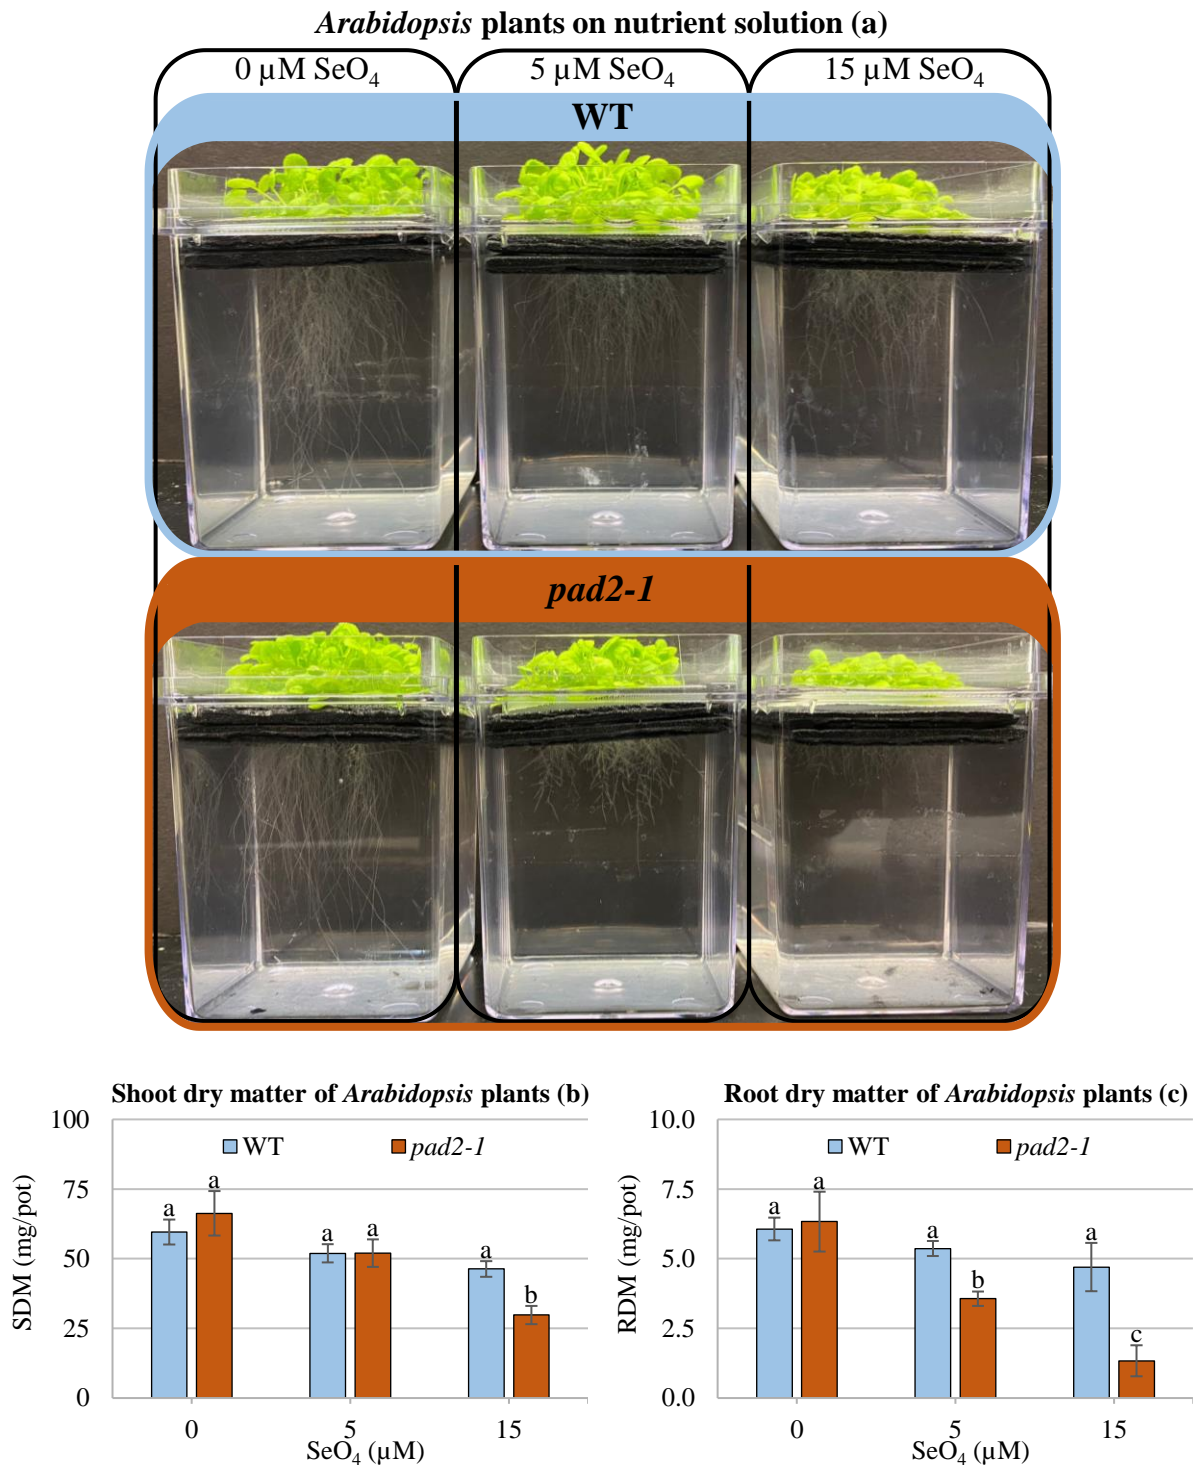 Arabidopsis plants on nutrient solution (a)
0 µM SeO₄ 5 µM SeO₄ 15 µM SeO₄
WT
pad2-1
Shoot dry matter of Arabidopsis plants (b)
100
75
50
25
0
SDM (mg/pot)
WT pad2-1
a a a a a b
0 5 15
SeO₄ (µM)
Root dry matter of Arabidopsis plants (c)
10.0
7.5
5.0
2.5
0.0
RDM (mg/pot)
WT pad2-1
a a a b a c
0 5 15
SeO₄ (µM)